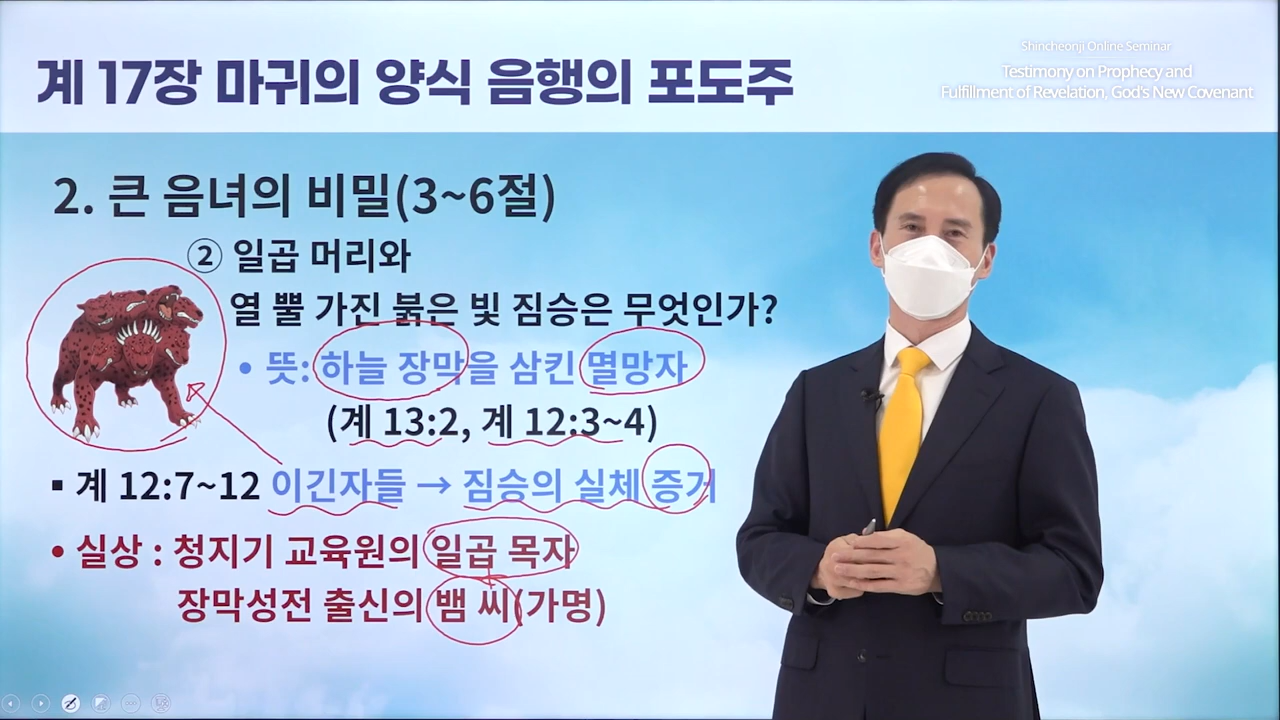 계 17장 마귀의 양식 음행의 포도주
Shincheonji Online Seminar
Testimony on Prophecy and
Fulfillment of Revelation, God's New Covenant
2. 큰 음녀의 비밀(3~6절)
② 일곱 머리와
열 뿔 가진 붉은 빛 짐승은 무엇인가?
• 뜻: 하늘 장막을 삼킨 멸망자
(계 13:2, 계 12:3~4)
▪ 계 12:7~12 이긴자들 → 짐승의 실체 증거
• 실상 : 청지기 교육원의 일곱 목자
장막성전 출신의 뱀 씨(가명)